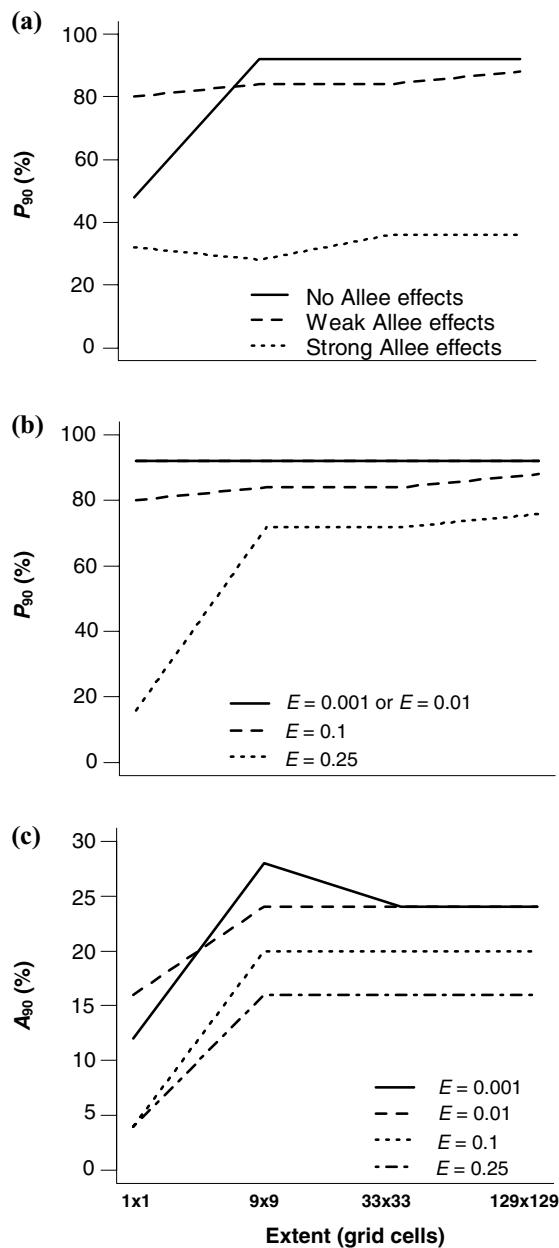 (a)
100
80
60
40
20
0
P90 (%)
No Allee effects
Weak Allee effects
Strong Allee effects
(b)
100
80
60
40
20
0
P90 (%)
E = 0.001 or E = 0.01
E = 0.1
E = 0.25
(c)
30
25
20
15
10
5
0
A90 (%)
E = 0.001
E = 0.01
E = 0.1
E = 0.25
1x1 9x9 33x33 129x129
Extent (grid cells)